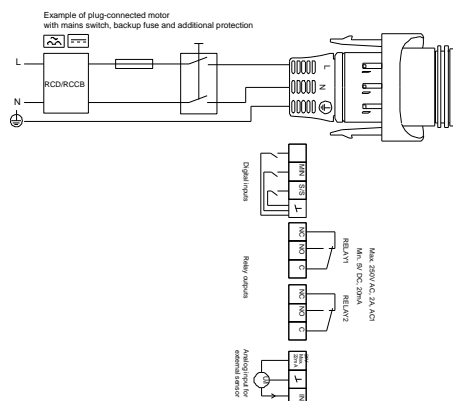 Example of plug-connected motor
with mains switch, backup fuse and additional protection
L
N
RCD/RCCB
L
N
MIN
S/S
Digital inputs
NC
NO
C
RELAY1
Relay outputs
NC
NO
C
RELAY2
Max. 250V AC, 2A, AC1
Min. 5V DC, 20mA
Max.
22mA
IN
Analog input for
external sensor